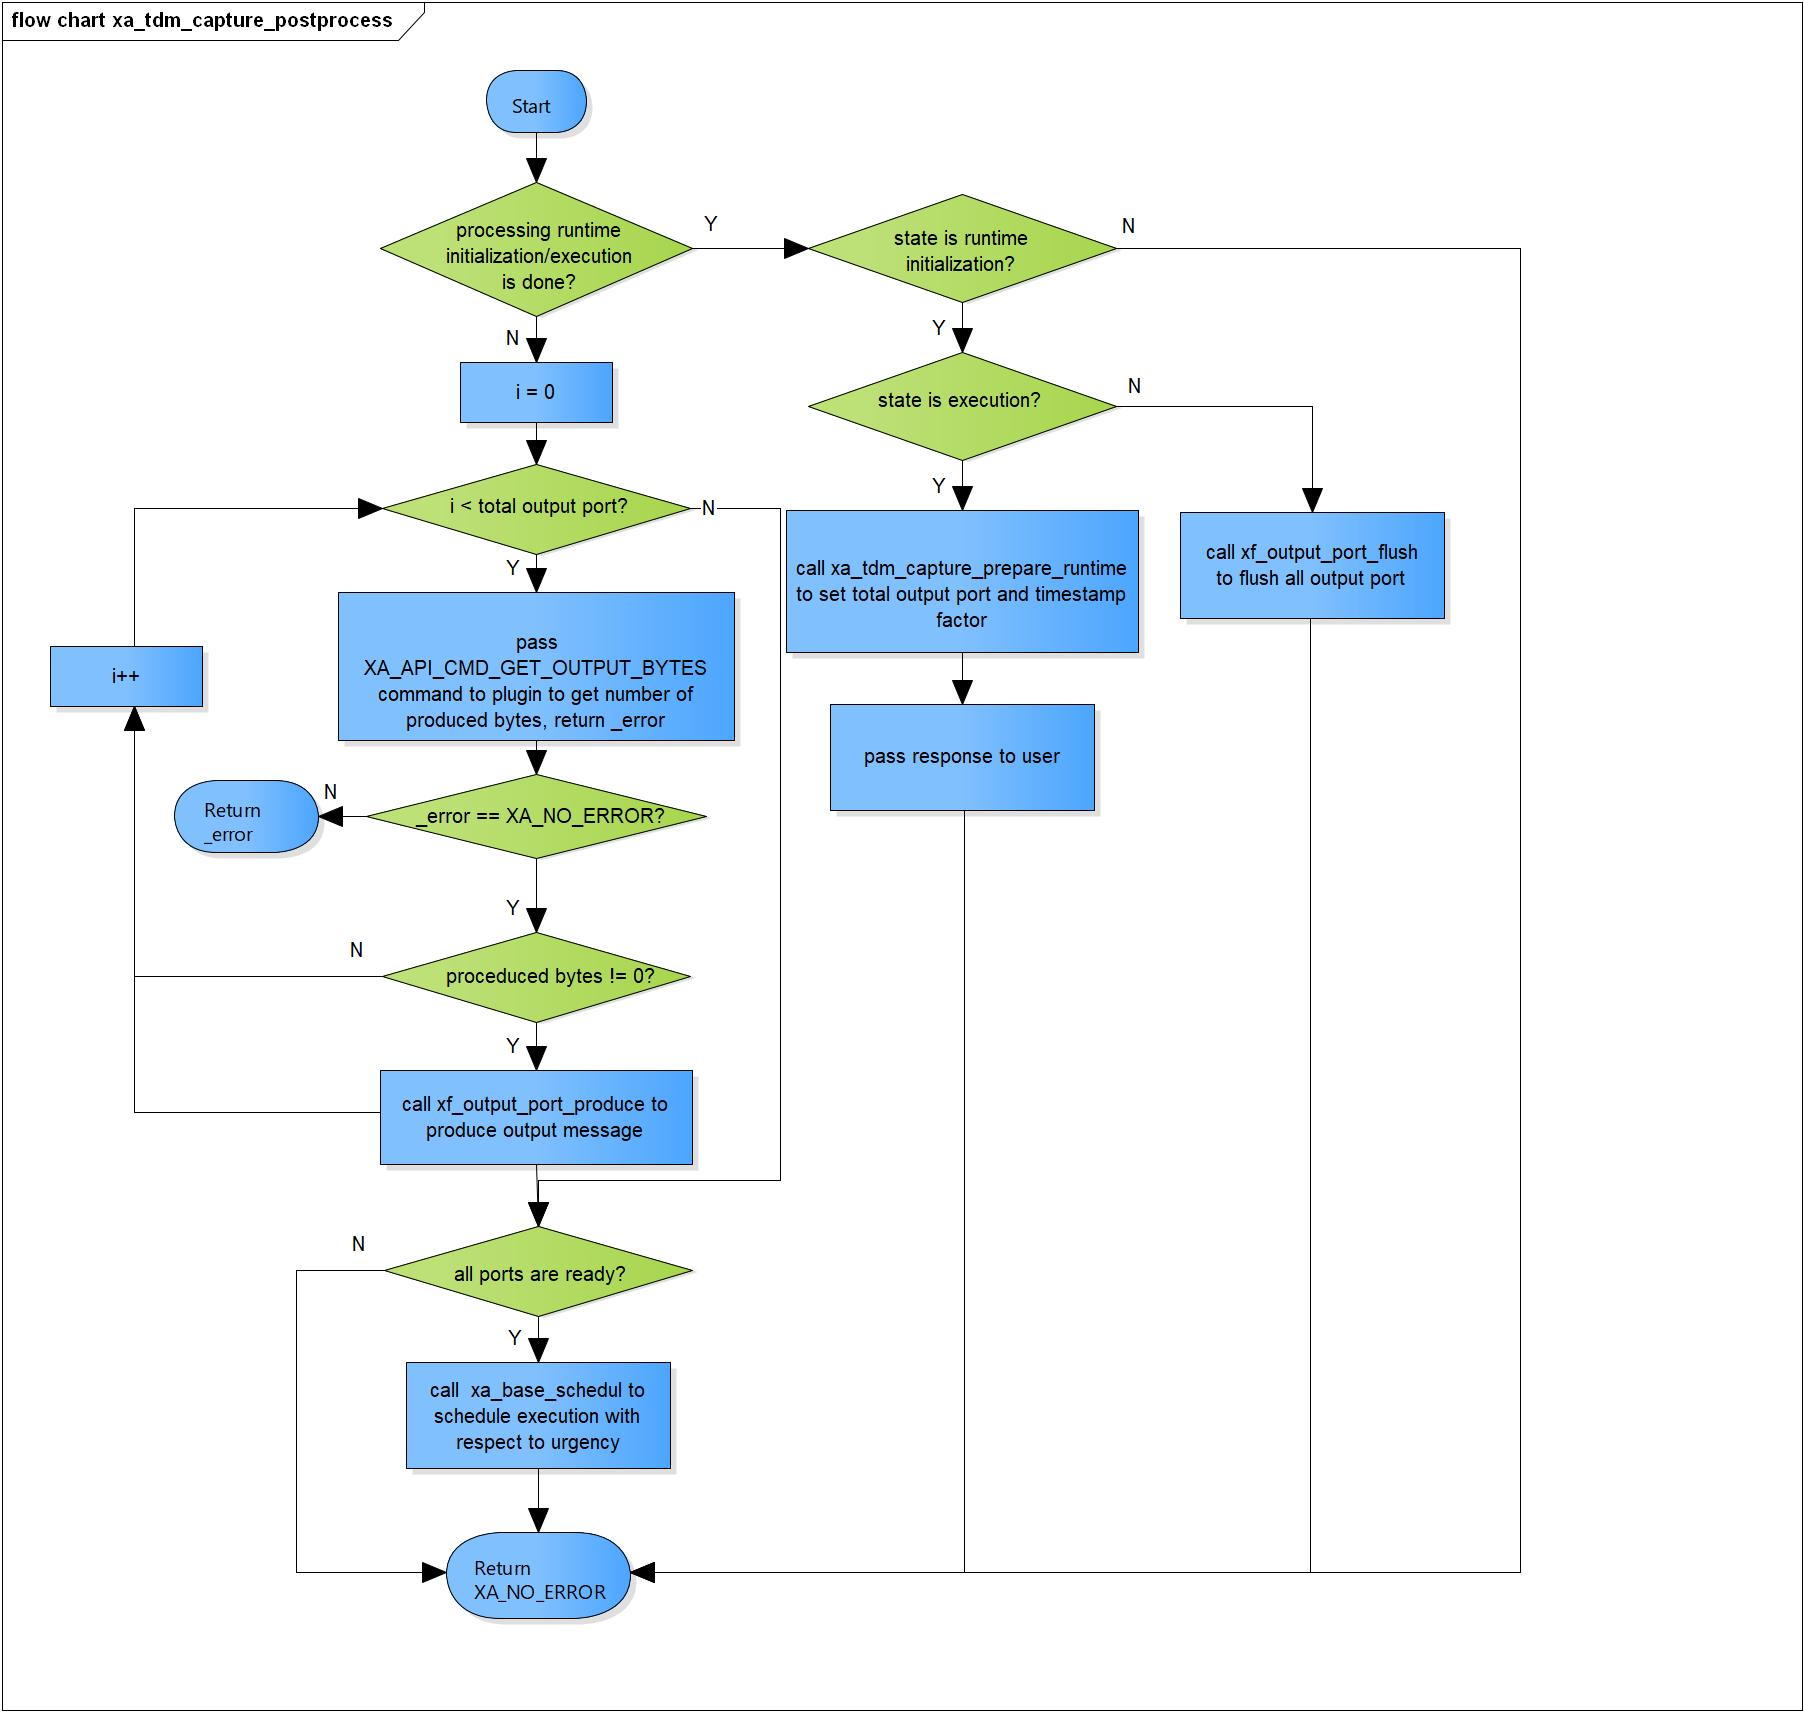 flow chart xa_tdm_capture_postprocess
Start
processing runtime
initialization/execution
is done?
Y
N
state is runtime
initialization?
N
Y
state is execution?
N
Y
i = 0
i < total output port?
N
Y
call xa_tdm_capture_prepare_runtime
to set total output port and timestamp
factor
call xf_output_port_flush
to flush all output port
pass
XA_API_CMD_GET_OUTPUT_BYTES
command to plugin to get number of
produced bytes, return _error
i++
pass response to user
_error == XA_NO_ERROR?
N
Return
_error
Y
proceduced bytes != 0?
N
Y
call xf_output_port_produce to
produce output message
all ports are ready?
N
Y
call  xa_base_schedul to
schedule execution with
respect to urgency
Return
XA_NO_ERROR